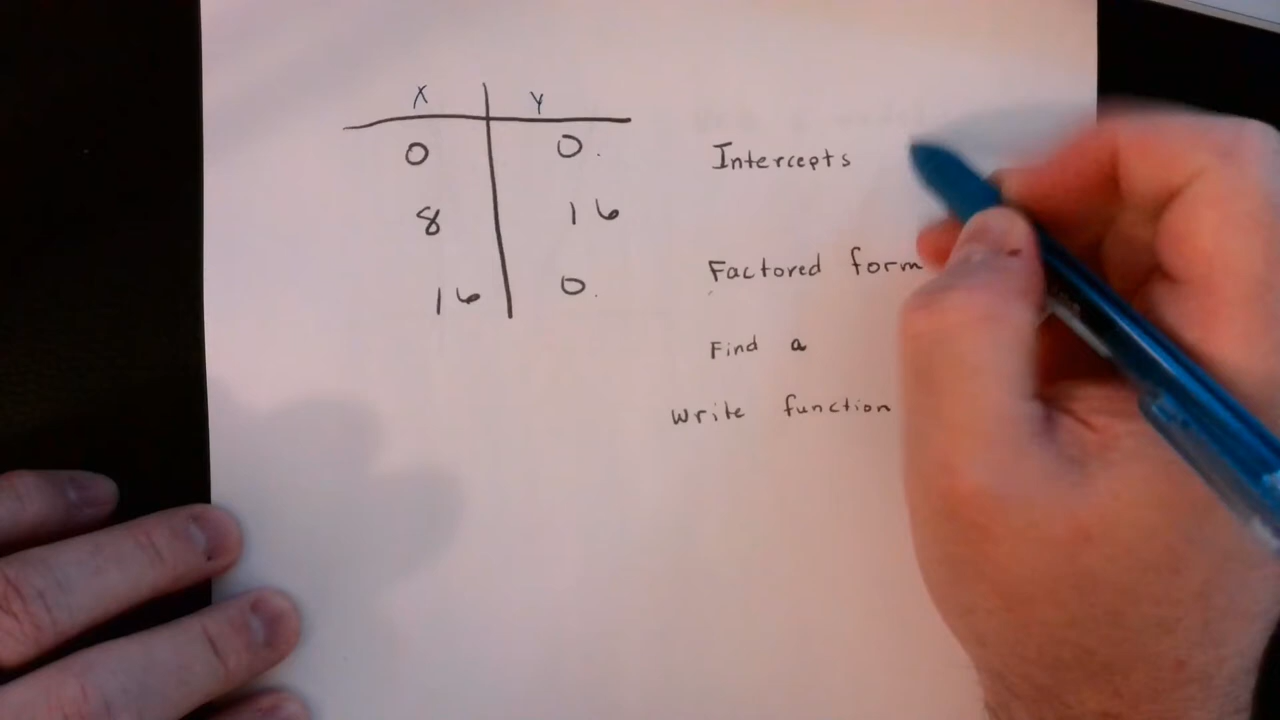 X Y
0 0.
8 16
16 0.
Intercepts
Factored form
Find a
Write function